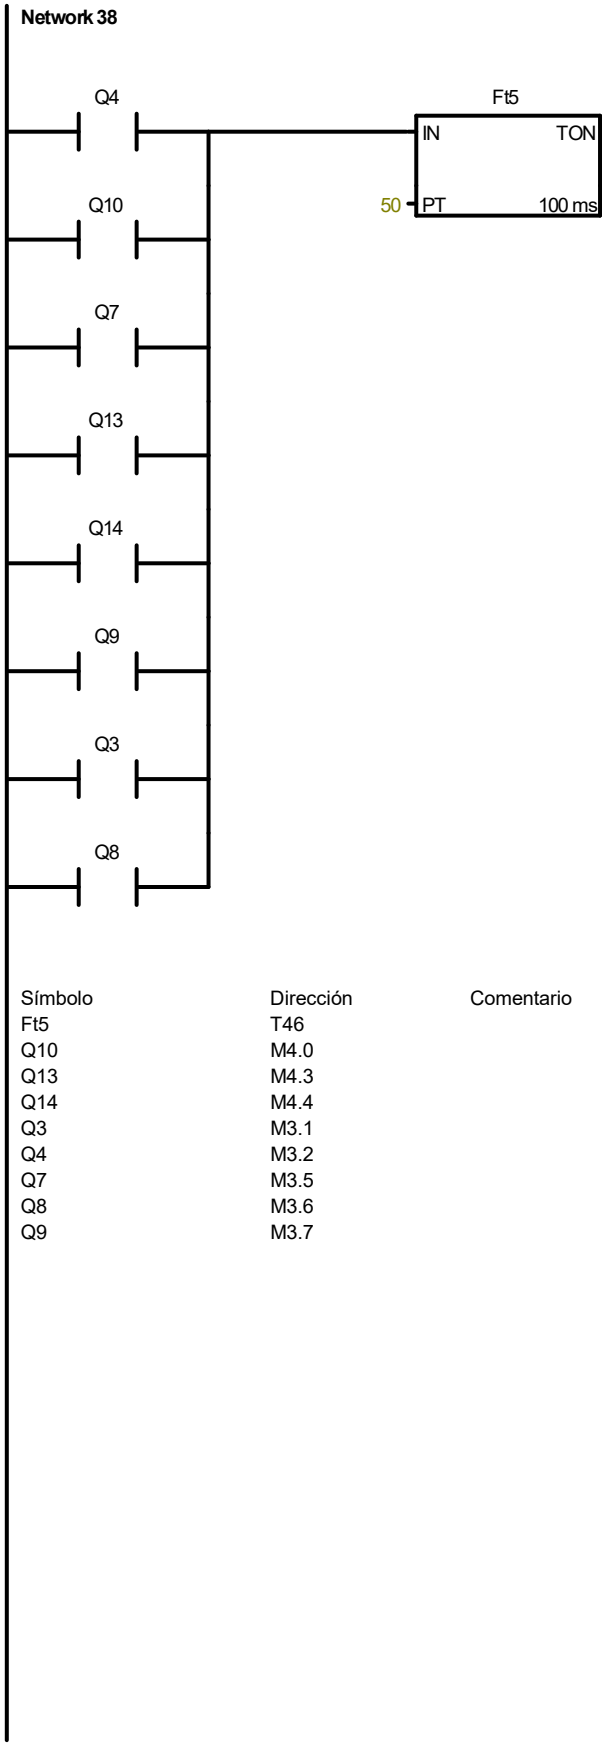 Network 38
Q4
Ft5
IN TON
Q10
50 PT 100 ms
Q7
Q13
Q14
Q9
Q3
Q8
Símbolo Dirección Comentario
Ft5 T46
Q10 M4.0
Q13 M4.3
Q14 M4.4
Q3 M3.1
Q4 M3.2
Q7 M3.5
Q8 M3.6
Q9 M3.7